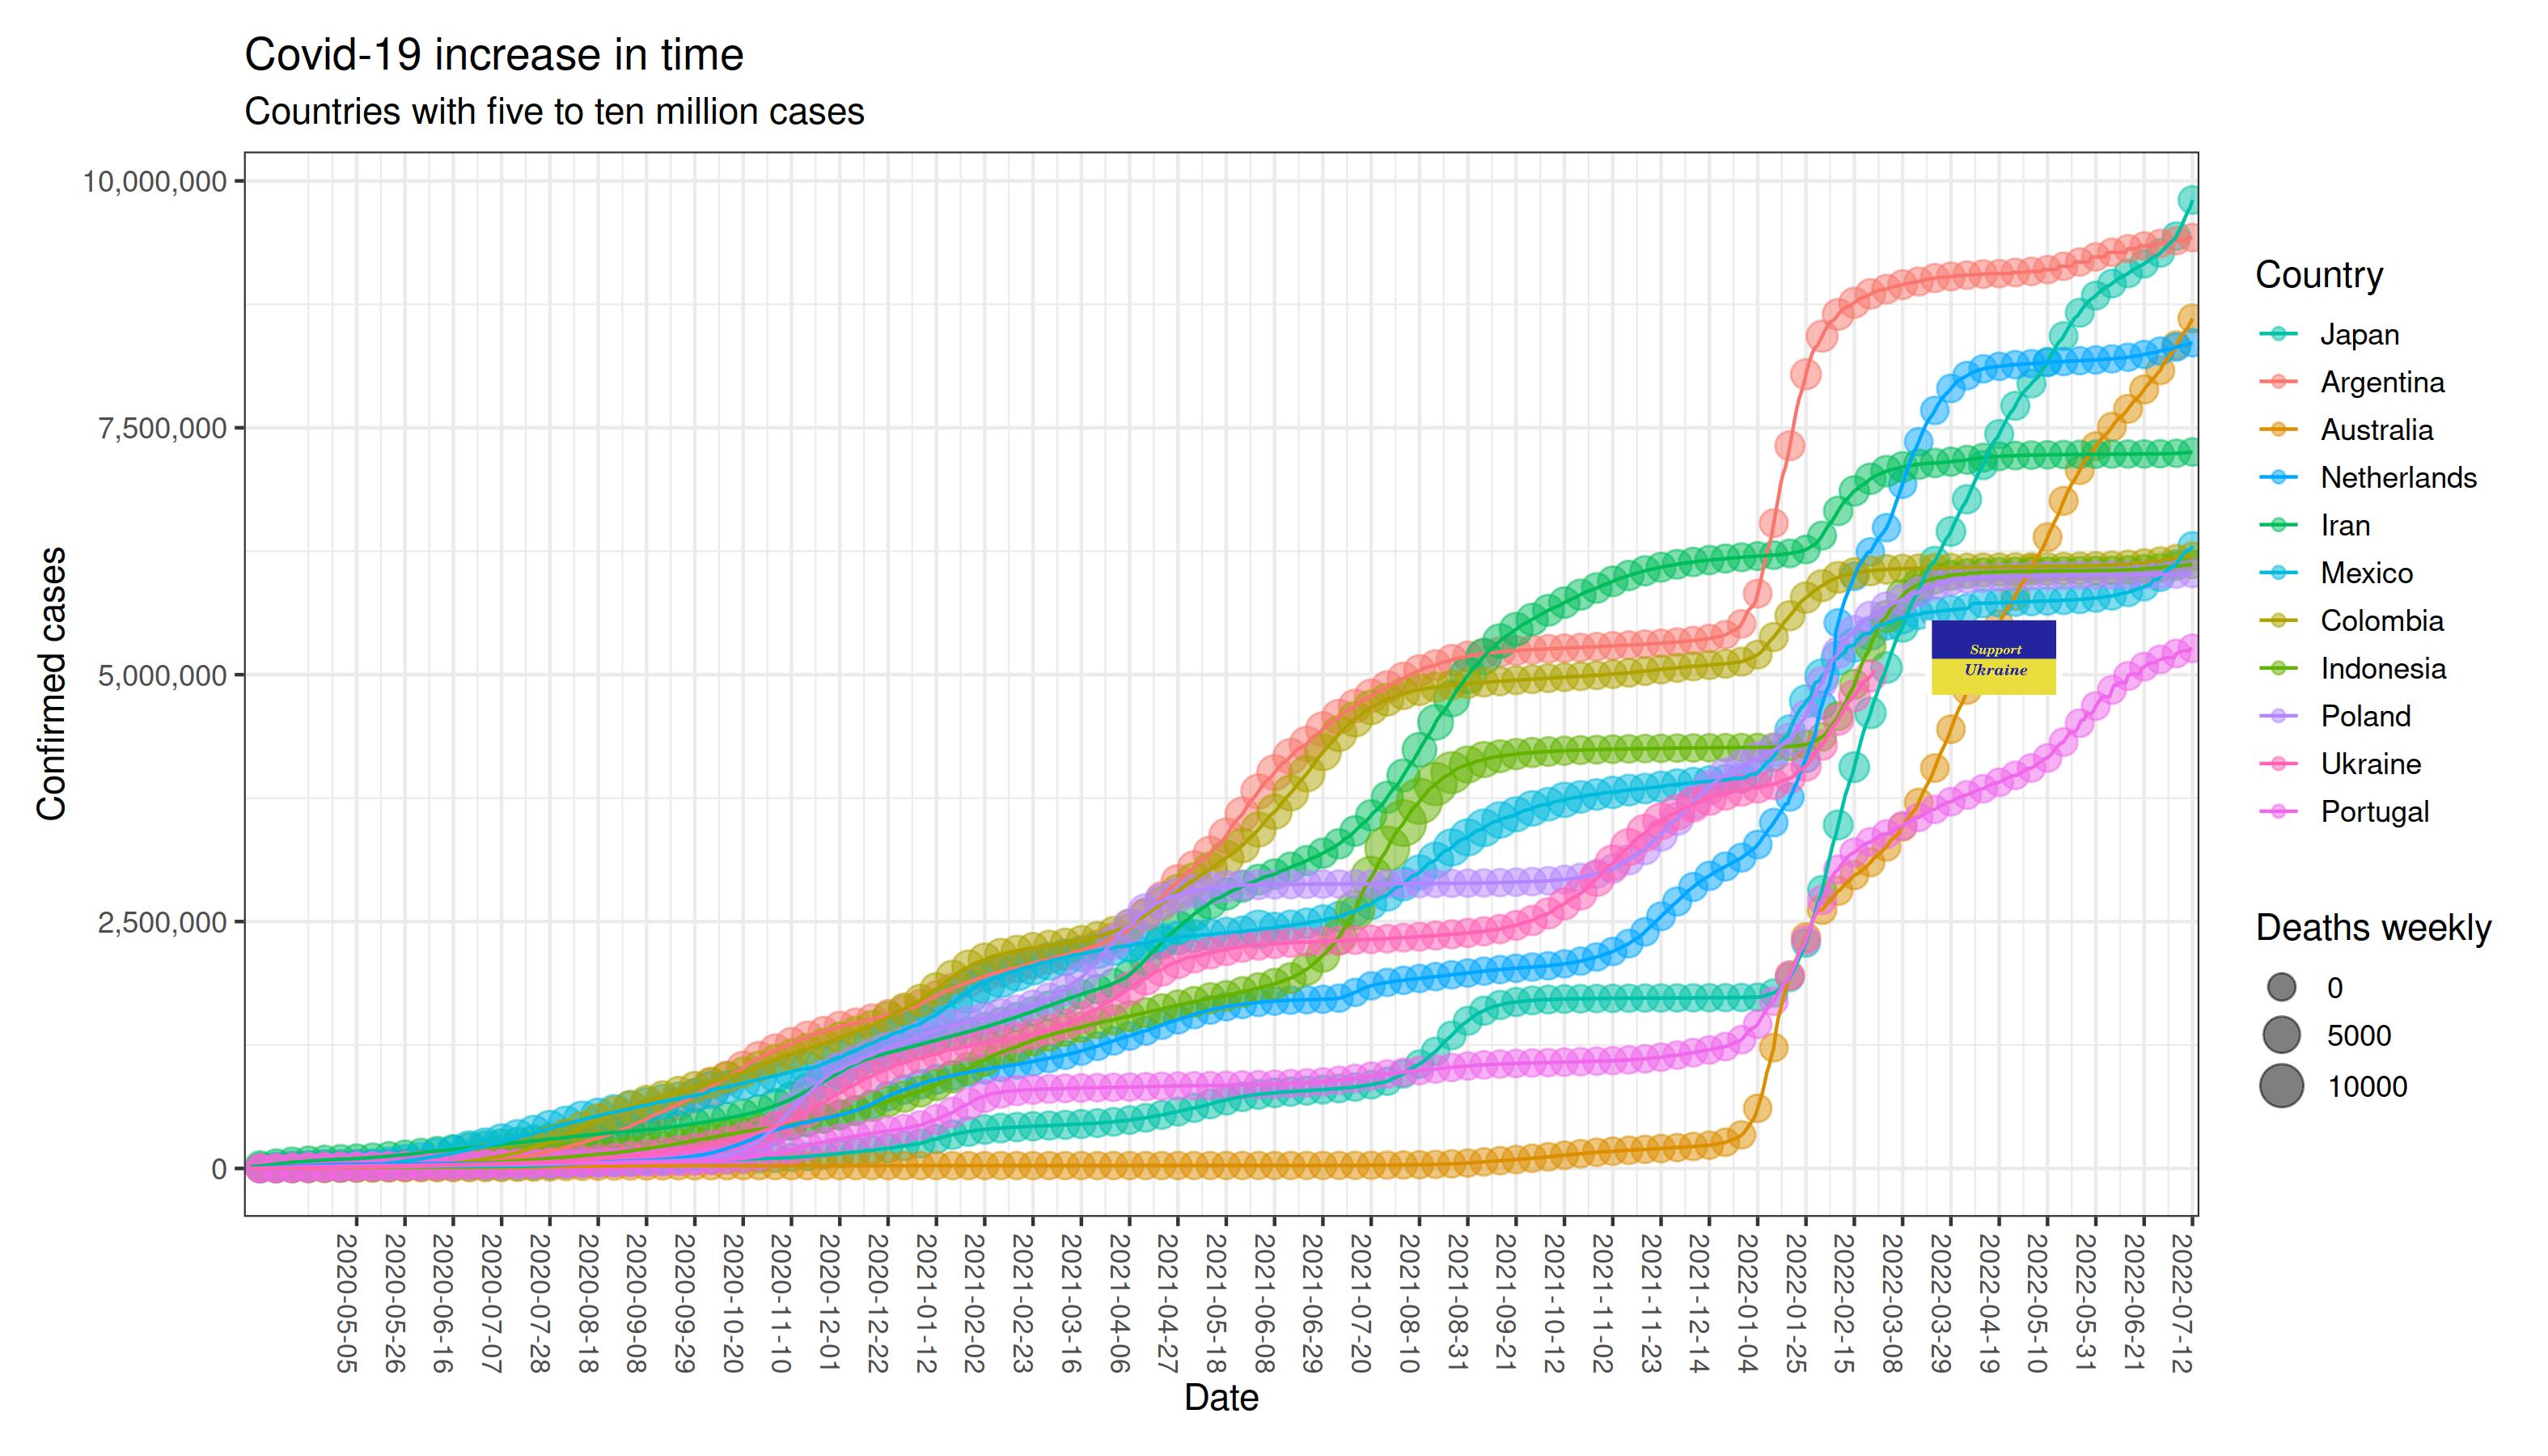 Covid-19 increase in time
Countries with five to ten million cases
Confirmed cases
10,000,000
7,500,000
5,000,000
2,500,000
0
Support
Ukraine
2020-05-05
2020-05-26
2020-06-16
2020-07-07
2020-07-28
2020-08-18
2020-09-08
2020-09-29
2020-10-20
2020-11-10
2020-12-01
2020-12-22
2021-01-12
2021-02-02
2021-02-23
2021-03-16
2021-04-06
2021-04-27
2021-05-18
2021-06-08
2021-06-29
2021-07-20
2021-08-10
2021-08-31
2021-09-21
2021-10-12
2021-11-02
2021-11-23
2021-12-14
2022-01-04
2022-01-25
2022-02-15
2022-03-08
2022-03-29
2022-04-19
2022-05-10
2022-05-31
2022-06-21
2022-07-12
Date
Country
Japan
Argentina
Australia
Netherlands
Iran
Mexico
Colombia
Indonesia
Poland
Ukraine
Portugal
Deaths weekly
0
5000
10000